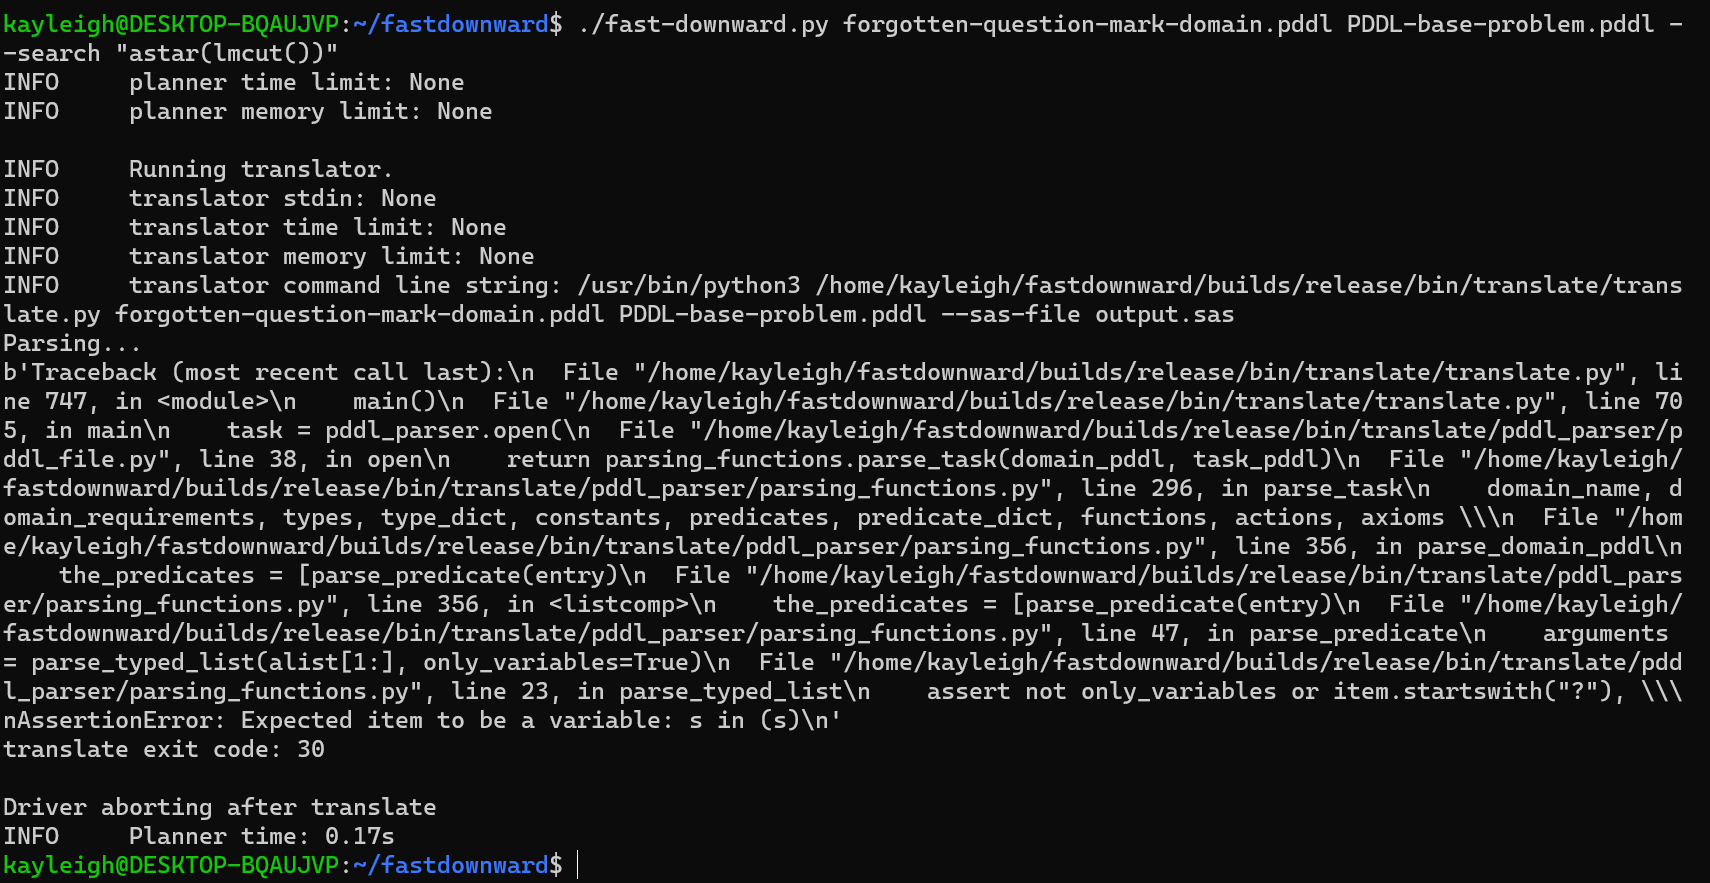 kayleigh@DESKTOP-BQAUJVP:~/fastdownward$ ./fast-downward.py forgotten-question-mark-domain.pddl PDDL-base-problem.pddl -
-search "astar(lmcut())"
INFO     planner time limit: None
INFO     planner memory limit: None

INFO     Running translator.
INFO     translator stdin: None
INFO     translator time limit: None
INFO     translator memory limit: None
INFO     translator command line string: /usr/bin/python3 /home/kayleigh/fastdownward/builds/release/bin/translate/trans
late.py forgotten-question-mark-domain.pddl PDDL-base-problem.pddl --sas-file output.sas
Parsing...
b'Traceback (most recent call last):\n  File "/home/kayleigh/fastdownward/builds/release/bin/translate/translate.py", li
ne 747, in <module>\n    main()\n  File "/home/kayleigh/fastdownward/builds/release/bin/translate/translate.py", line 70
5, in main\n    task = pddl_parser.open(\n  File "/home/kayleigh/fastdownward/builds/release/bin/translate/pddl_parser/p
ddl_file.py", line 38, in open\n    return parsing_functions.parse_task(domain_pddl, task_pddl)\n  File "/home/kayleigh/
fastdownward/builds/release/bin/translate/pddl_parser/parsing_functions.py", line 296, in parse_task\n    domain_name, d
omain_requirements, types, type_dict, constants, predicates, predicate_dict, functions, actions, axioms \\\n  File "/hom
e/kayleigh/fastdownward/builds/release/bin/translate/pddl_parser/parsing_functions.py", line 356, in parse_domain_pddl\n
    the_predicates = [parse_predicate(entry)\n  File "/home/kayleigh/fastdownward/builds/release/bin/translate/pddl_pars
er/parsing_functions.py", line 356, in <listcomp>\n    the_predicates = [parse_predicate(entry)\n  File "/home/kayleigh/
fastdownward/builds/release/bin/translate/pddl_parser/parsing_functions.py", line 47, in parse_predicate\n    arguments
= parse_typed_list(alist[1:], only_variables=True)\n  File "/home/kayleigh/fastdownward/builds/release/bin/translate/pdd
l_parser/parsing_functions.py", line 23, in parse_typed_list\n    assert not only_variables or item.startswith("?"), \\\
nAssertionError: Expected item to be a variable: s in (s)\n'
translate exit code: 30

Driver aborting after translate
INFO     Planner time: 0.17s
kayleigh@DESKTOP-BQAUJVP:~/fastdownward$